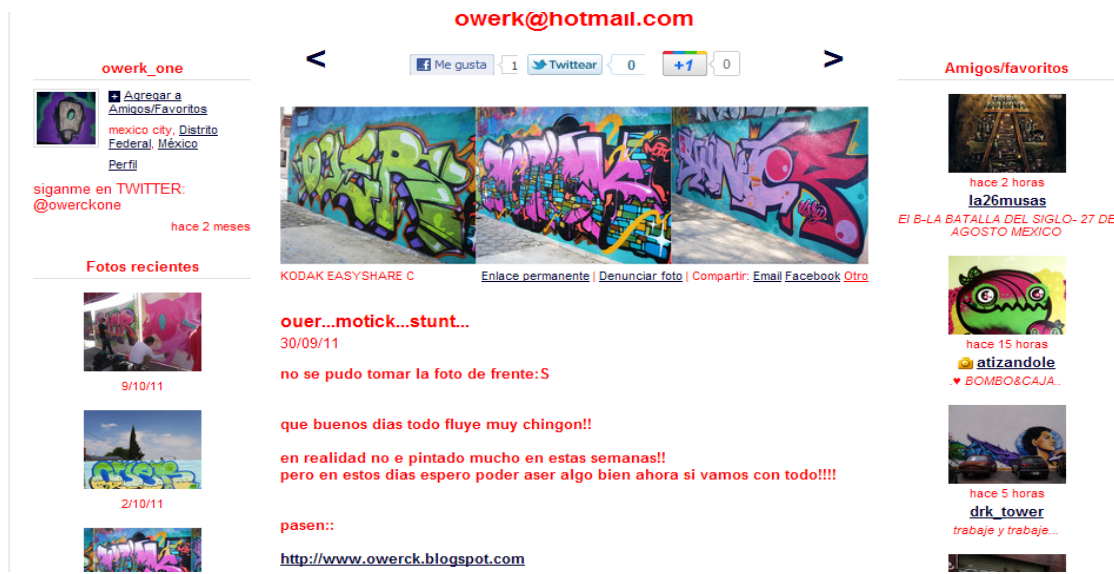 owerk@hotmail.com
<
Me gusta
1
Twittear
0
+1
0
>
owerk_one
Agregar a
Amigos/Favoritos
mexico city, Distrito
Federal, México
Perfil
siganme en TWITTER:
@owerckone
hace 2 meses
Fotos recientes
9/10/11
2/10/11
KODAK EASYSHARE C
Enlace permanente | Denunciar foto | Compartir: Email Facebook Otro
ouer...motick...stunt...
30/09/11
no se pudo tomar la foto de frente:S
que buenos dias todo fluye muy chingon!!
en realidad no e pintado mucho en estas semanas!!
pero en estos dias espero poder aser algo bien ahora si vamos con todo!!!!
pasen::
http://www.owerck.blogspot.com
Amigos/favoritos
hace 2 horas
la26musas
El B-LA BATALLA DEL SIGLO- 27 DE
AGOSTO MEXICO
hace 15 horas
atizandole
.♥ BOMBO&CAJA..
hace 5 horas
drk_tower
trabaje y trabaje...